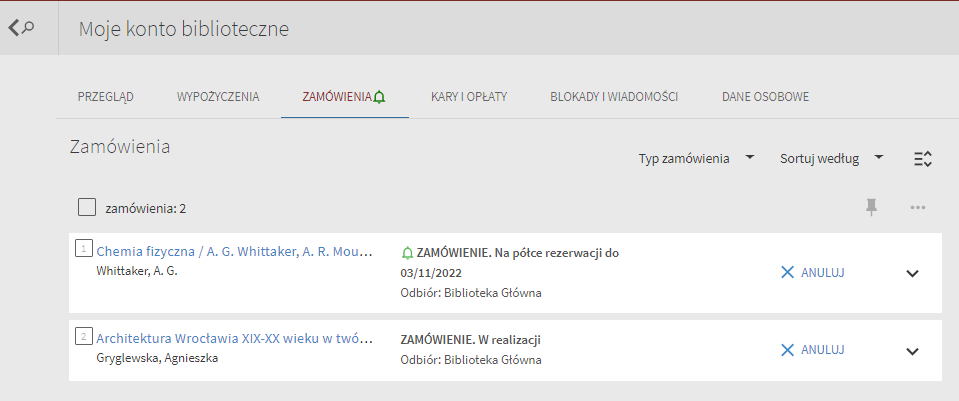 Moje konto biblioteczne
PRZEGLĄD WYPOŻYCZENIA ZAMÓWIENIA KARY I OPŁATY BLOKADY I WIADOMOŚCI DANE OSOBOWE
Zamówienia
Typ zamówienia Sortuj według
zamówienia: 2
1 Chemia fizyczna / A. G. Whittaker, A. R. Mou...
Whittaker, A. G.
ZAMÓWIENIE. Na półce rezerwacji do
03/11/2022
Odbiór: Biblioteka Główna
ANULUJ
2 Architektura Wrocławia XIX-XX wieku w twó...
Gryglewska, Agnieszka
ZAMÓWIENIE. W realizacji
Odbiór: Biblioteka Główna
ANULUJ